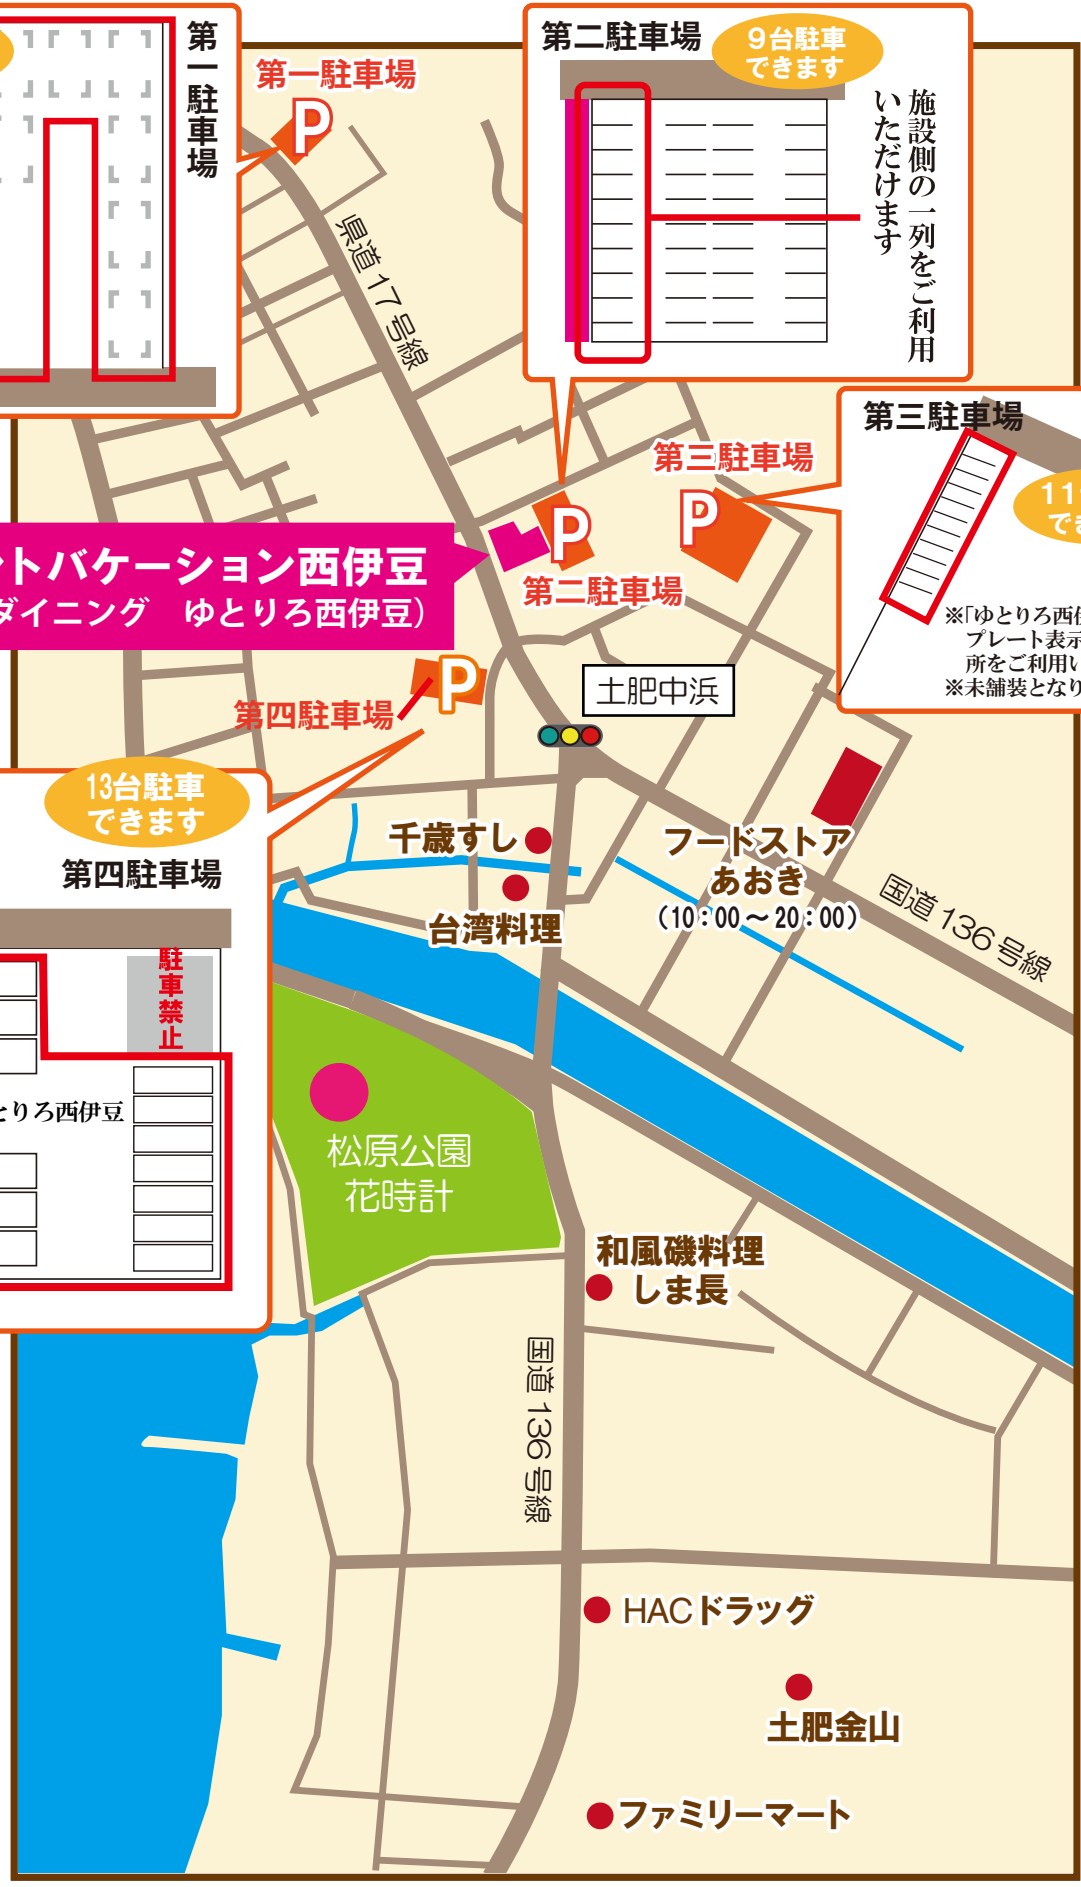 第一駐車場
第一駐車場
県道 17 号線
第二駐車場
9台駐車
できます
施設側の一列をご利用
いただけます
第三駐車場
第三駐車場
11
でき
※「ゆとりろ西伊
プレート表示
所をご利用い
※未舗装となり
ントバケーション西伊豆
ダイニング　ゆとりろ西伊豆）
P
P
P
P
第二駐車場
土肥中浜
第四駐車場
13台駐車
できます
第四駐車場
駐車禁止
とりろ西伊豆
千歳すし
台湾料理
フードストア
あおき
（10：00～20：00）
国道 136 号線
松原公園
花時計
和風磯料理
しま長
国道 136 号線
HACドラッグ
土肥金山
ファミリーマート